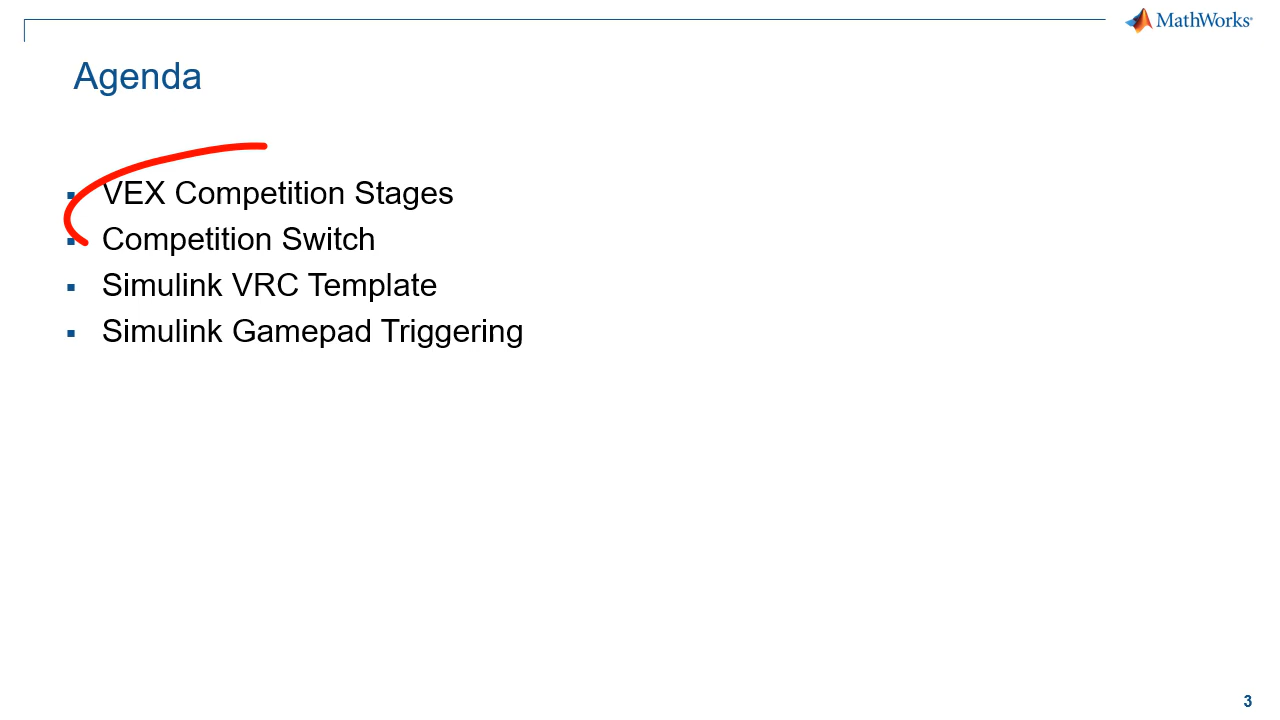 MathWorks®
Agenda
▪ VEX Competition Stages
▪ Competition Switch
▪ Simulink VRC Template
▪ Simulink Gamepad Triggering
3